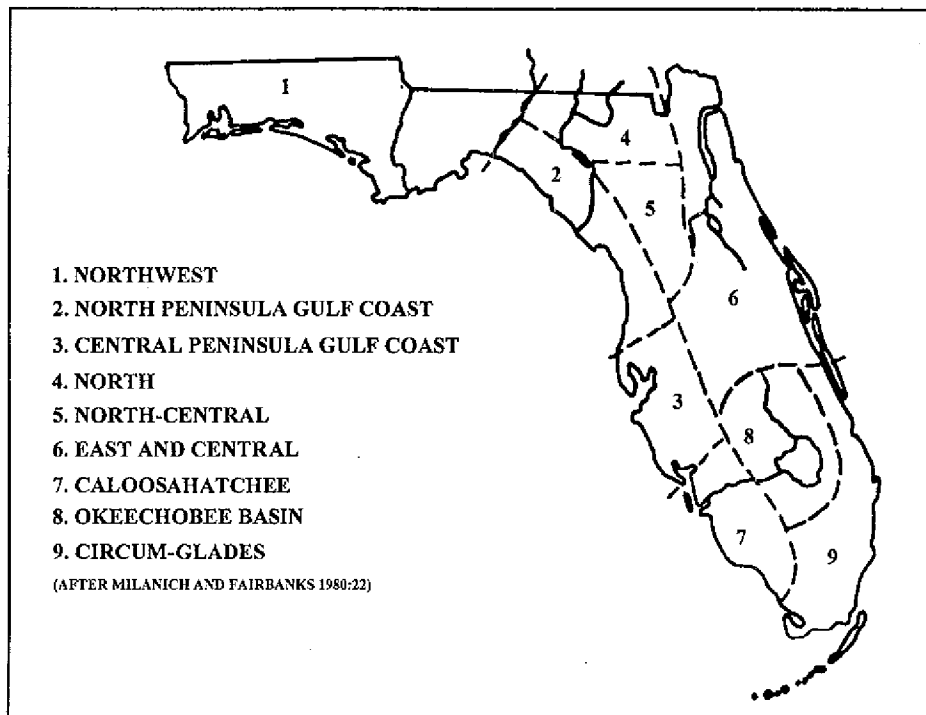 1
4
2
5
6
1. NORTHWEST
2. NORTH PENINSULA GULF COAST
3. CENTRAL PENINSULA GULF COAST
4. NORTH
5. NORTH-CENTRAL
6. EAST AND CENTRAL
7. CALOOSAHATCHEE
8. OKEECHOBEE BASIN
9. CIRCUM-GLADES
(AFTER MILANICH AND FAIRBANKS 1980:22)
3
8
7
9